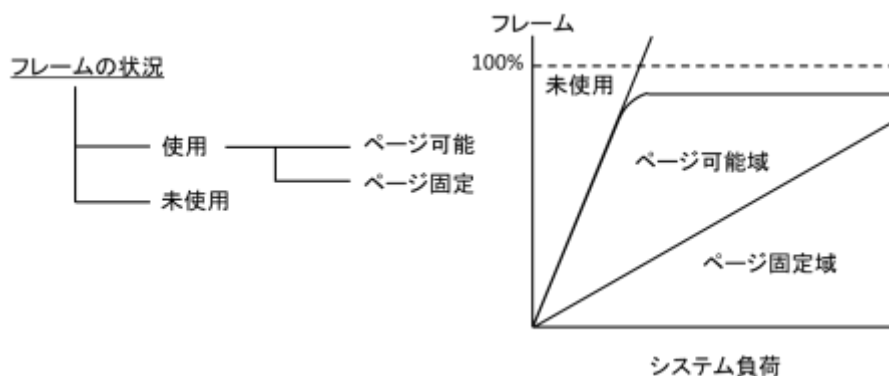 フレームの状況
使用
ページ可能
ページ固定
未使用
フレーム
100%
未使用
ページ可能域
ページ固定域
システム負荷